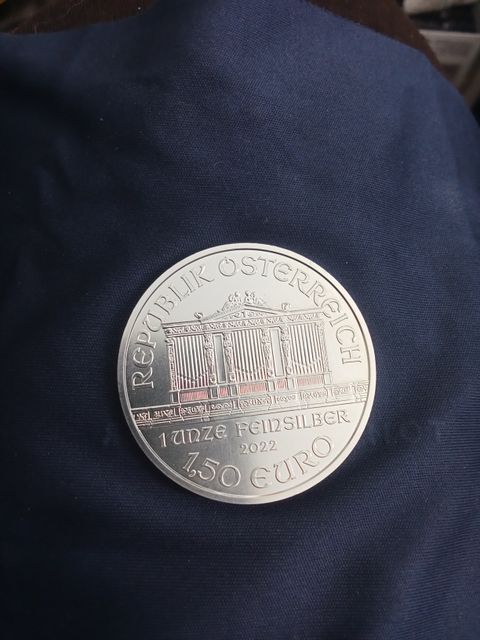 REPUBLIK ÖSTERREICH
1 UNZE FEINSILBER
2022
1,50 EURO